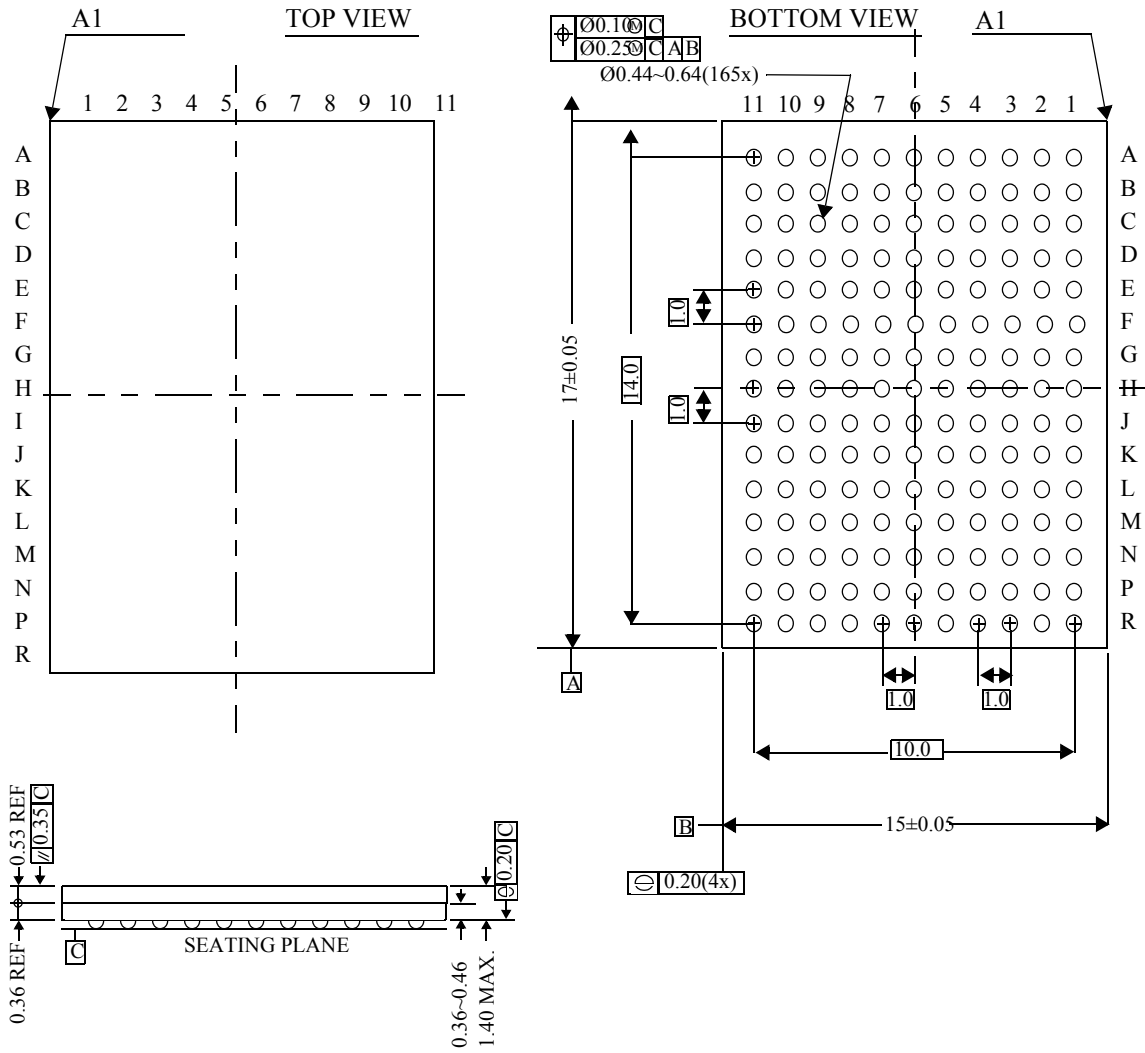 A1
TOP VIEW
1 2 3 4 5 6 7 8 9 10 11
A
B
C
D
E
F
G
H
I
J
K
L
M
N
P
R
BOTTOM VIEW
A1
⌖ Ø0.10Ⓜ C
Ø0.25Ⓜ C A B
Ø0.44~0.64(165x)
11 10 9 8 7 6 5 4 3 2 1
A
B
C
D
E
F
G
H
J
K
L
M
N
P
R
17±0.05
14.0
1.0
1.0
A
1.0
1.0
10.0
B
15±0.05
0.20(4x)
0.53 REF
// 0.35 C
0.36 REF
C
SEATING PLANE
0.20 C
0.36~0.46
1.40 MAX.